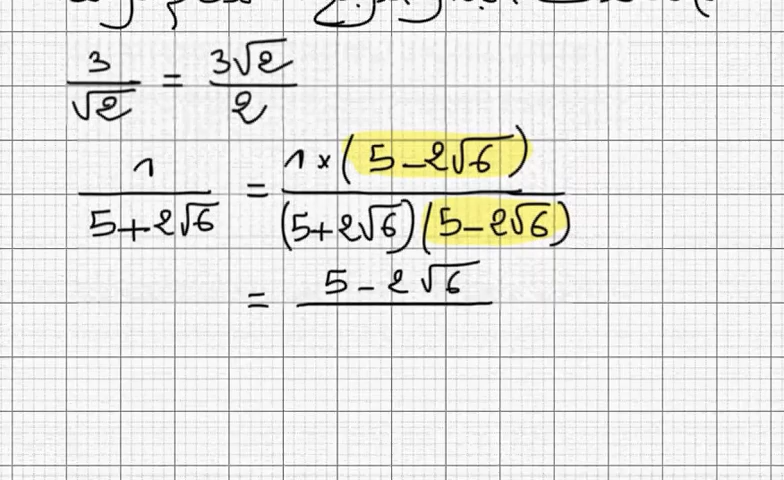 3/√2 = 3√2/2
1/(5+2√6) = 1×(5-2√6)/(5+2√6)(5-2√6)
= 5-2√6